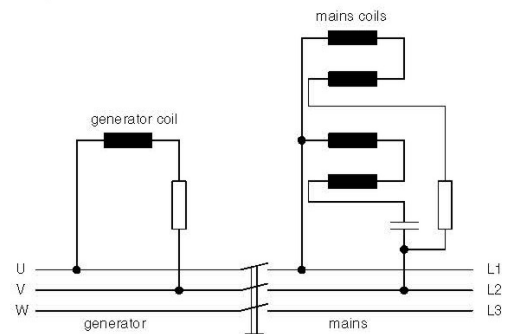 mains coils
generator coil
U L1
V L2
W L3
generator mains